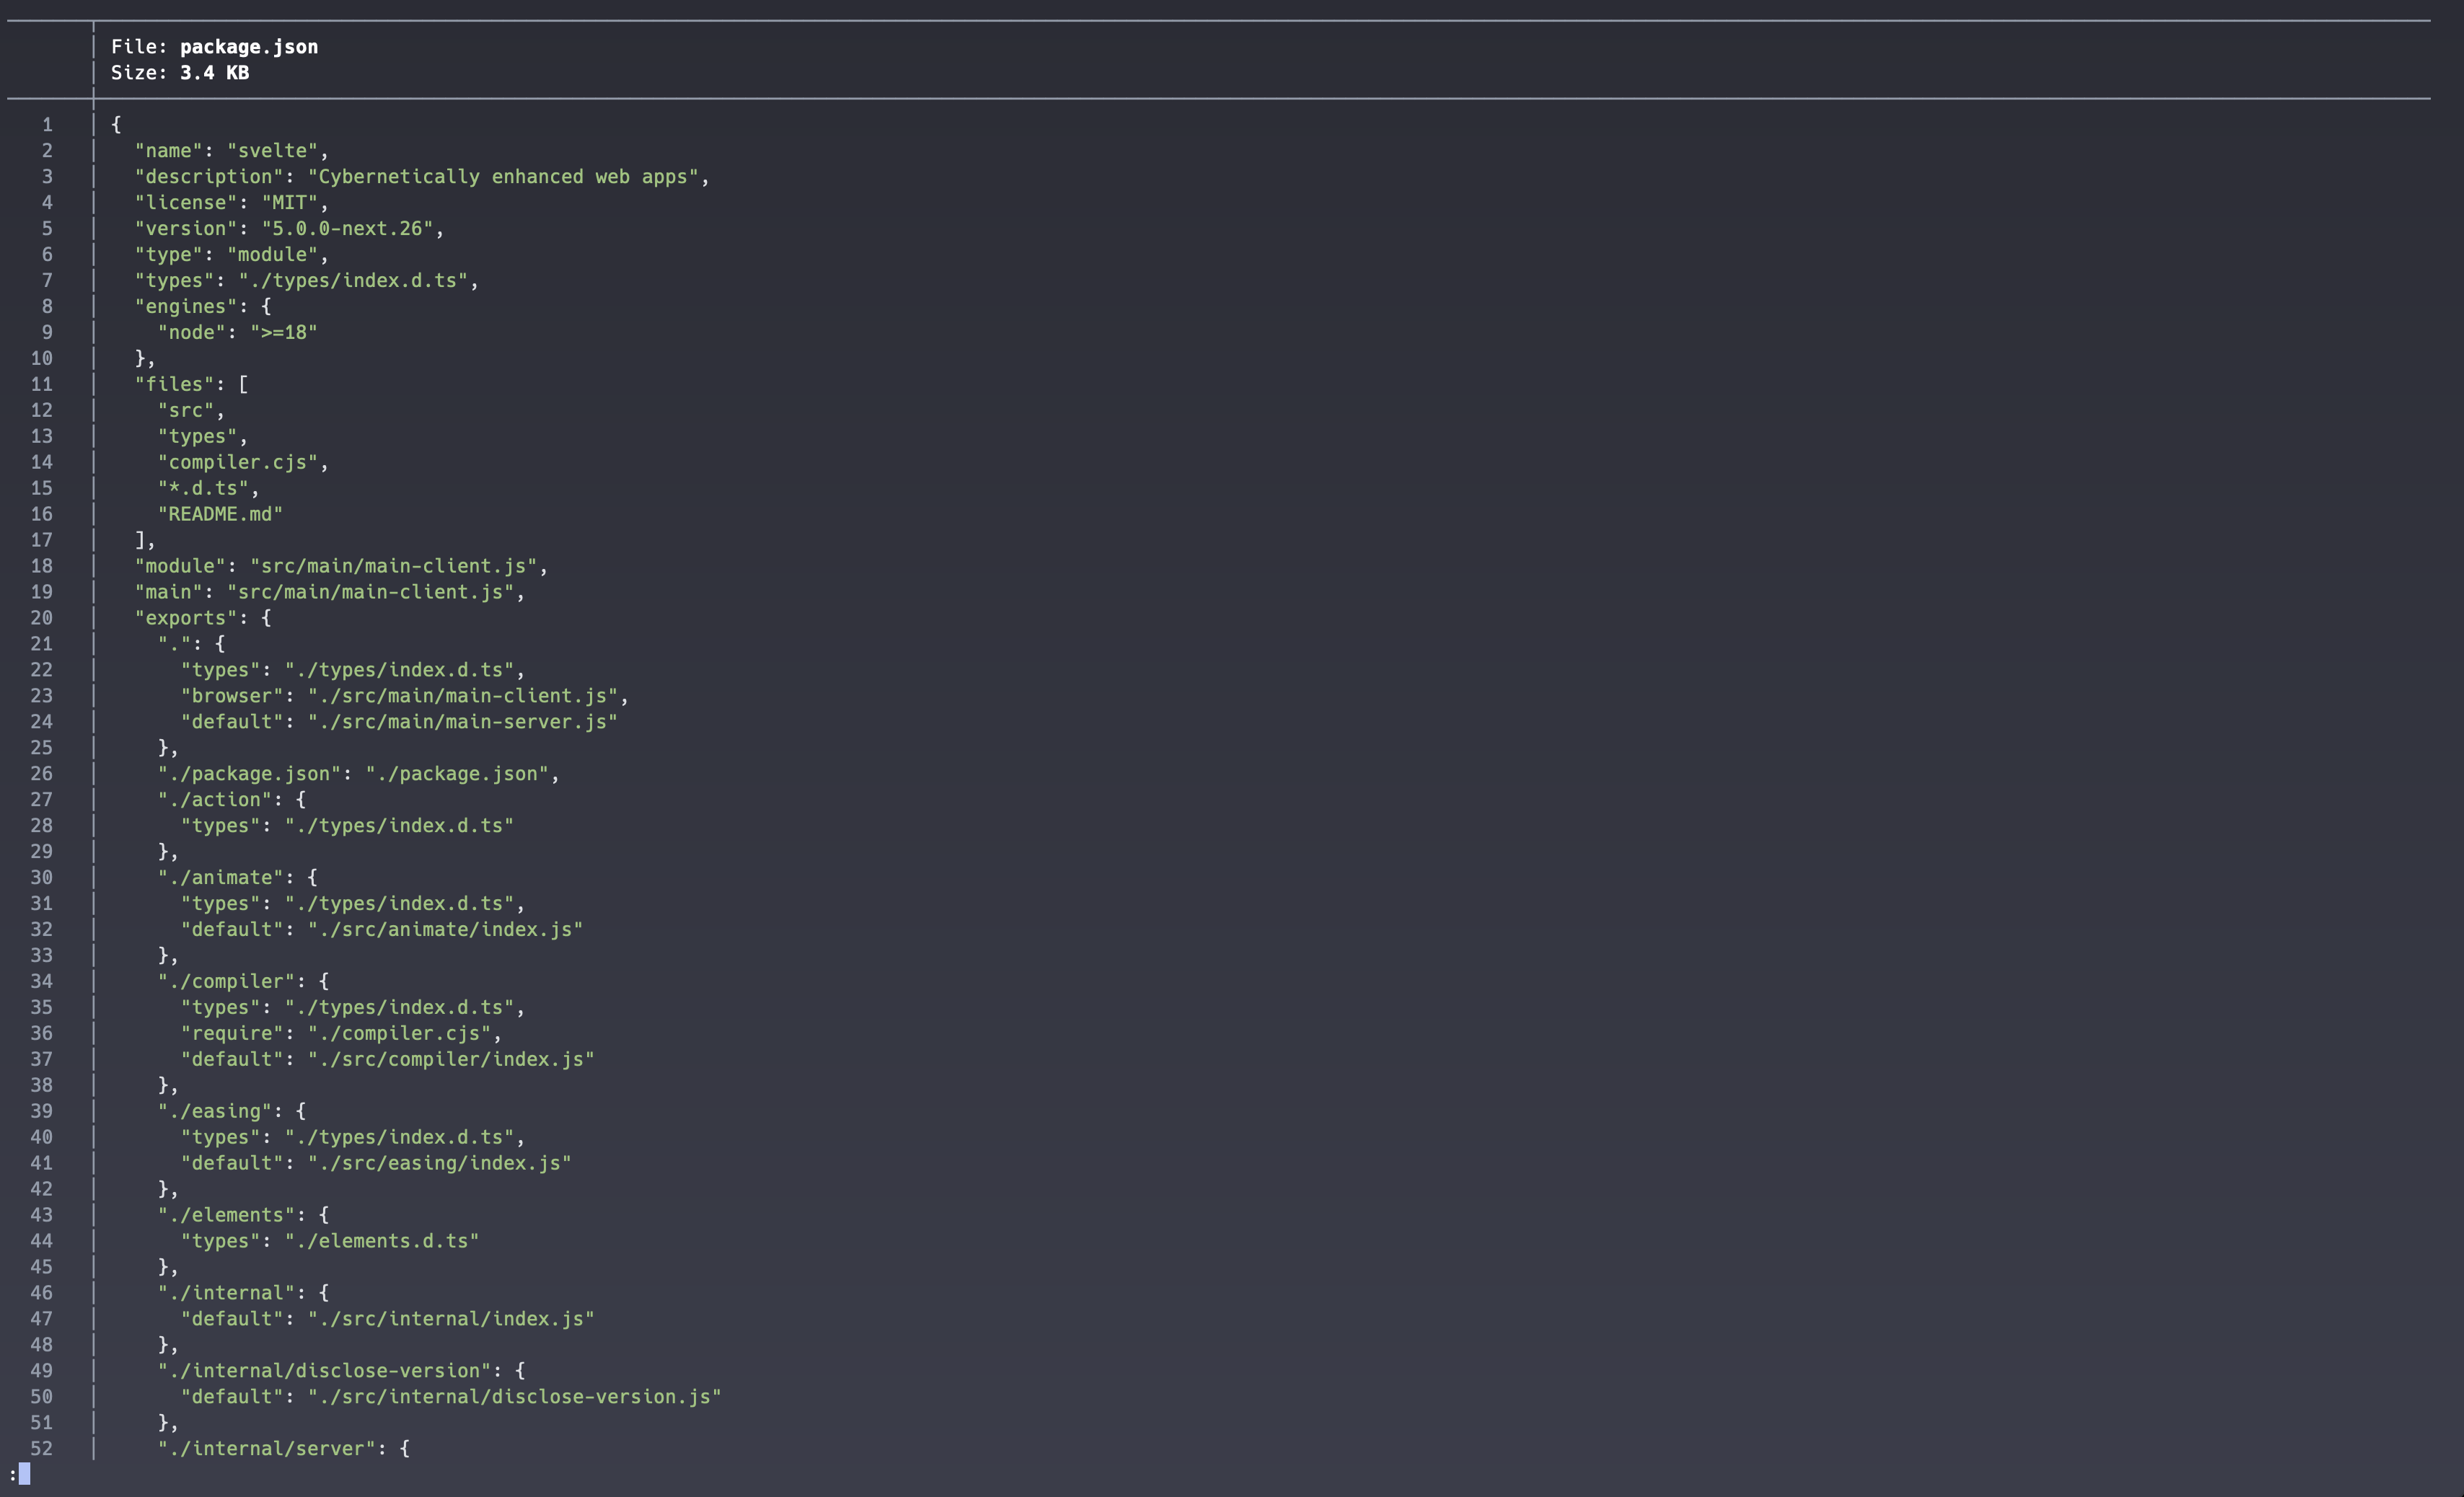 File: package.json
Size: 3.4 KB
1 {
2   "name": "svelte",
3   "description": "Cybernetically enhanced web apps",
4   "license": "MIT",
5   "version": "5.0.0-next.26",
6   "type": "module",
7   "types": "./types/index.d.ts",
8   "engines": {
9     "node": ">=18"
10   },
11   "files": [
12     "src",
13     "types",
14     "compiler.cjs",
15     "*.d.ts",
16     "README.md"
17   ],
18   "module": "src/main/main-client.js",
19   "main": "src/main/main-client.js",
20   "exports": {
21     ".": {
22       "types": "./types/index.d.ts",
23       "browser": "./src/main/main-client.js",
24       "default": "./src/main/main-server.js"
25     },
26     "./package.json": "./package.json",
27     "./action": {
28       "types": "./types/index.d.ts"
29     },
30     "./animate": {
31       "types": "./types/index.d.ts",
32       "default": "./src/animate/index.js"
33     },
34     "./compiler": {
35       "types": "./types/index.d.ts",
36       "require": "./compiler.cjs",
37       "default": "./src/compiler/index.js"
38     },
39     "./easing": {
40       "types": "./types/index.d.ts",
41       "default": "./src/easing/index.js"
42     },
43     "./elements": {
44       "types": "./elements.d.ts"
45     },
46     "./internal": {
47       "default": "./src/internal/index.js"
48     },
49     "./internal/disclose-version": {
50       "default": "./src/internal/disclose-version.js"
51     },
52     "./internal/server": {
: